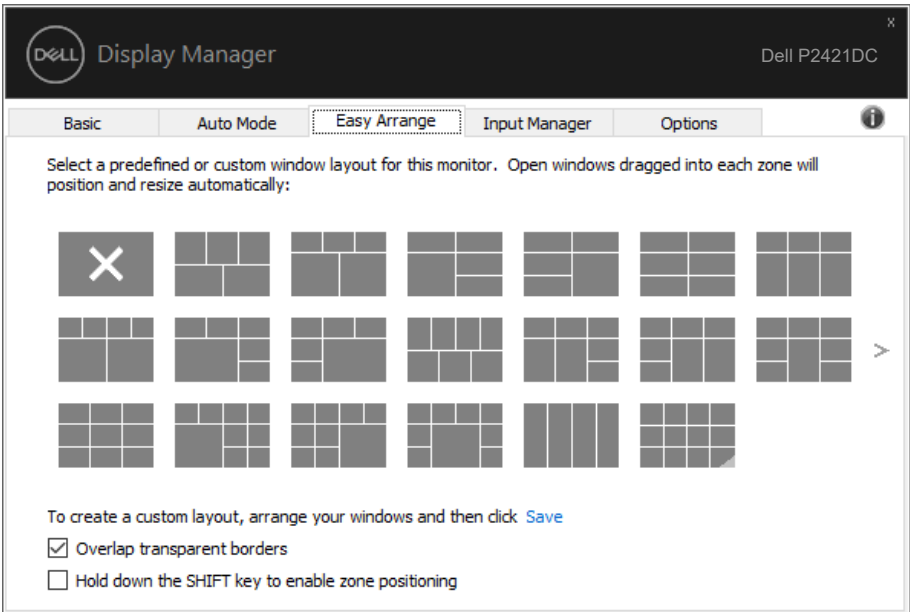 x
DELL
Display Manager
Dell P2421DC
Basic
Auto Mode
Easy Arrange
Input Manager
Options
Select a predefined or custom window layout for this monitor. Open windows dragged into each zone will
position and resize automatically:
To create a custom layout, arrange your windows and then click Save
Overlap transparent borders
Hold down the SHIFT key to enable zone positioning